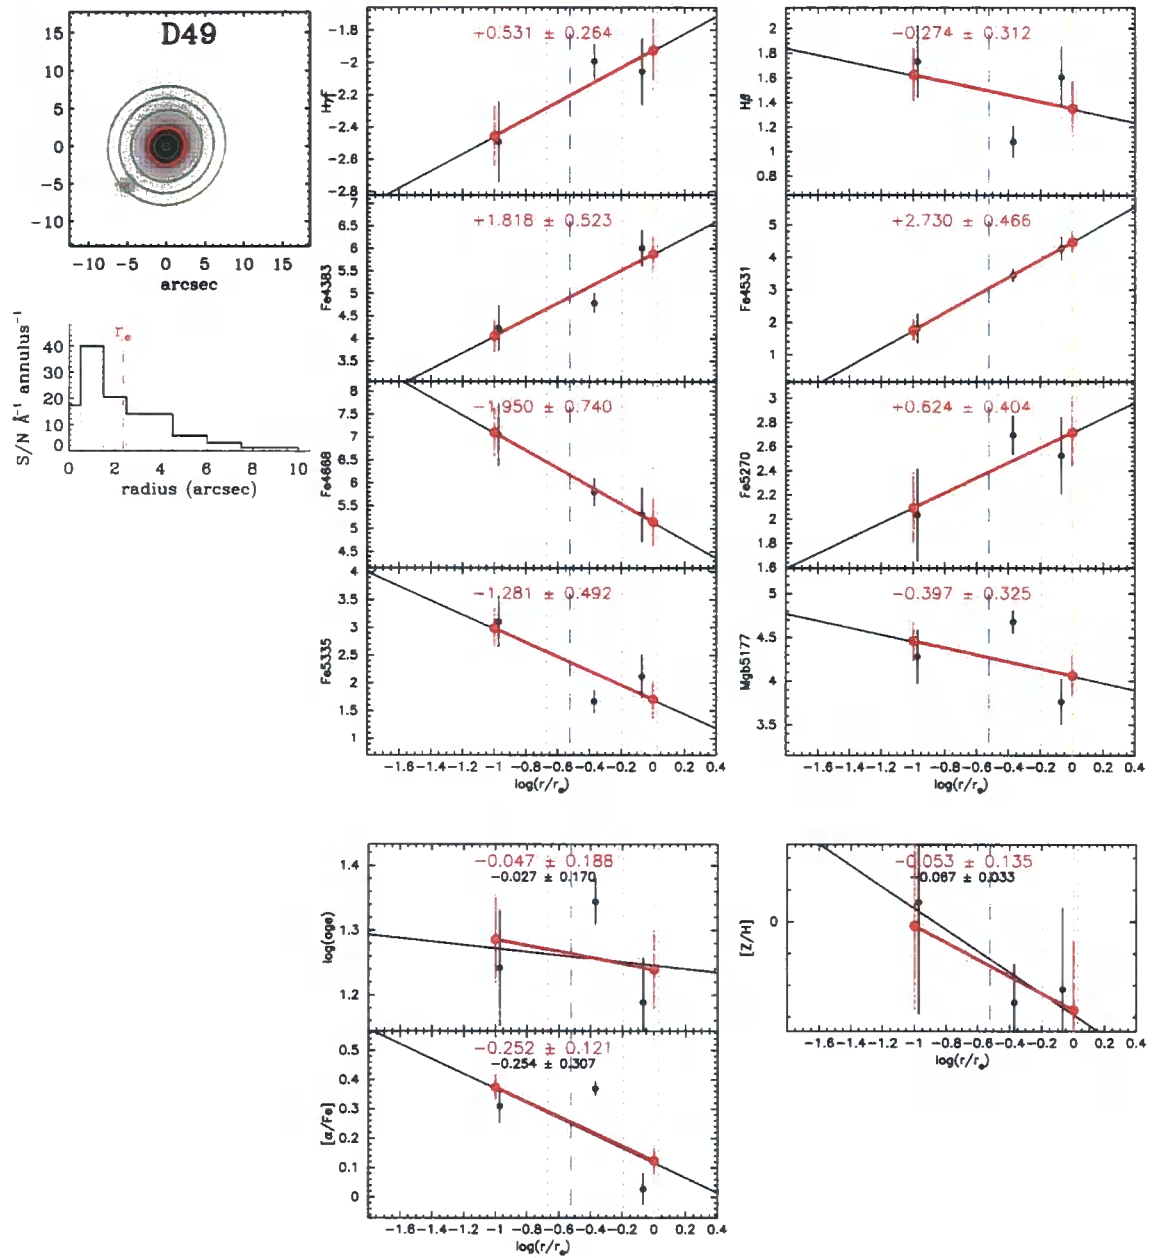 D49
15
10
5
0
−5
−10
−10 −5 0 5 10 15
arcsec
S/N Å⁻¹ annulus⁻¹
rₑ
40
30
20
10
0
0 2 4 6 8 10
radius (arcsec)
+0.531 ± 0.264
Hγf
−1.8
−2
−2.2
−2.4
−2.6
−2.8
−0.274 ± 0.312
Hβ
2
1.6
1.2
0.8
+1.818 ± 0.523
Fe4383
7
6.5
6
5.5
5
4.5
4
3.5
+2.730 ± 0.466
Fe4531
5
4
3
2
1
−1.950 ± 0.740
Fe4668
8
7.5
7
6.5
6
5.5
5
4.5
+0.624 ± 0.404
Fe5270
3
2.8
2.6
2.4
2.2
2
1.8
1.6
−1.281 ± 0.492
Fe5335
4
3.5
3
2.5
2
1.5
1
−1.6 −1.4 −1.2 −1 −0.8 −0.6 −0.4 −0.2 0 0.2 0.4
log(r/rₑ)
−0.397 ± 0.325
Mgb5177
5
4.5
4
3.5
−1.6 −1.4 −1.2 −1 −0.8 −0.6 −0.4 −0.2 0 0.2 0.4
log(r/rₑ)
−0.047 ± 0.188
−0.027 ± 0.170
log(age)
1.4
1.3
1.2
−0.053 ± 0.135
−0.067 ± 0.033
[Z/H]
0
−1.6 −1.4 −1.2 −1 −0.8 −0.6 −0.4 −0.2 0 0.2 0.4
log(r/rₑ)
−0.252 ± 0.121
−0.254 ± 0.307
[α/Fe]
0.5
0.4
0.3
0.2
0.1
0
−1.6 −1.4 −1.2 −1 −0.8 −0.6 −0.4 −0.2 0 0.2 0.4
log(r/rₑ)